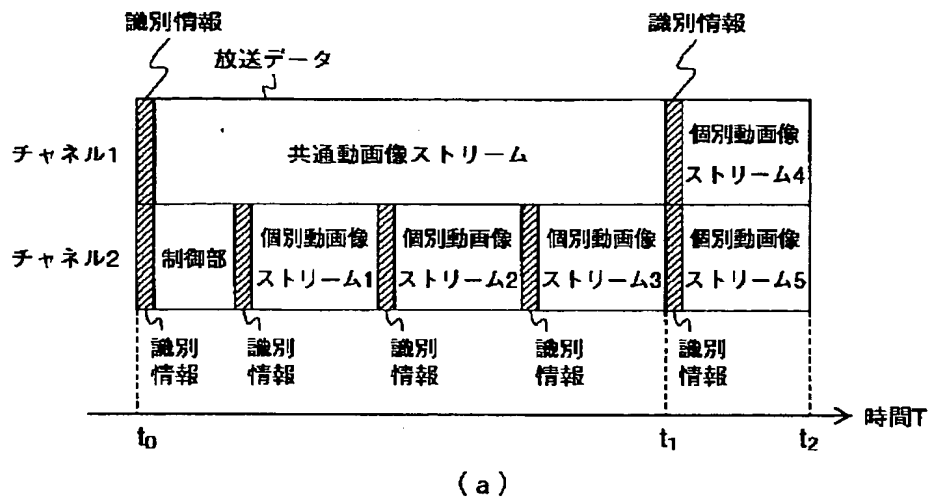 識別情報
識別情報
放送データ
チャネル1
共通動画像ストリーム
個別動画像
ストリーム4
チャネル2
制御部
個別動画像
ストリーム1
個別動画像
ストリーム2
個別動画像
ストリーム3
個別動画像
ストリーム5
識別
情報
識別
情報
識別
情報
識別
情報
識別
情報
時間T
t0
t1
t2
(a)